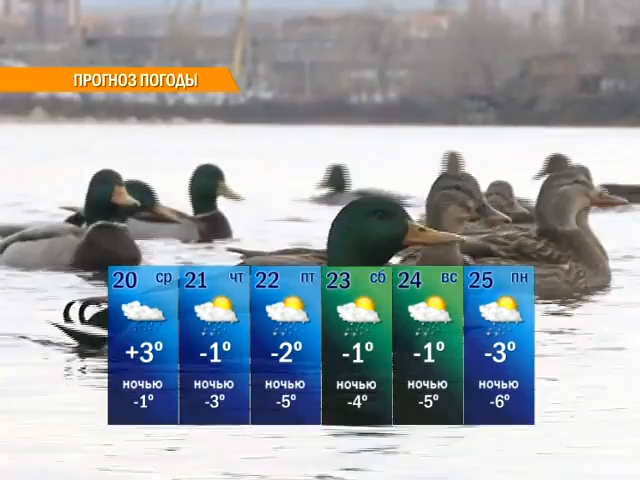 ПРОГНОЗ ПОГОДЫ
20 ср 21 чт 22 пт 23 сб 24 вс 25 пн
+3º -1º -2º -1º -1º -3º
ночью ночью ночью ночью ночью ночью
-1º -3º -5º -4º -5º -6º